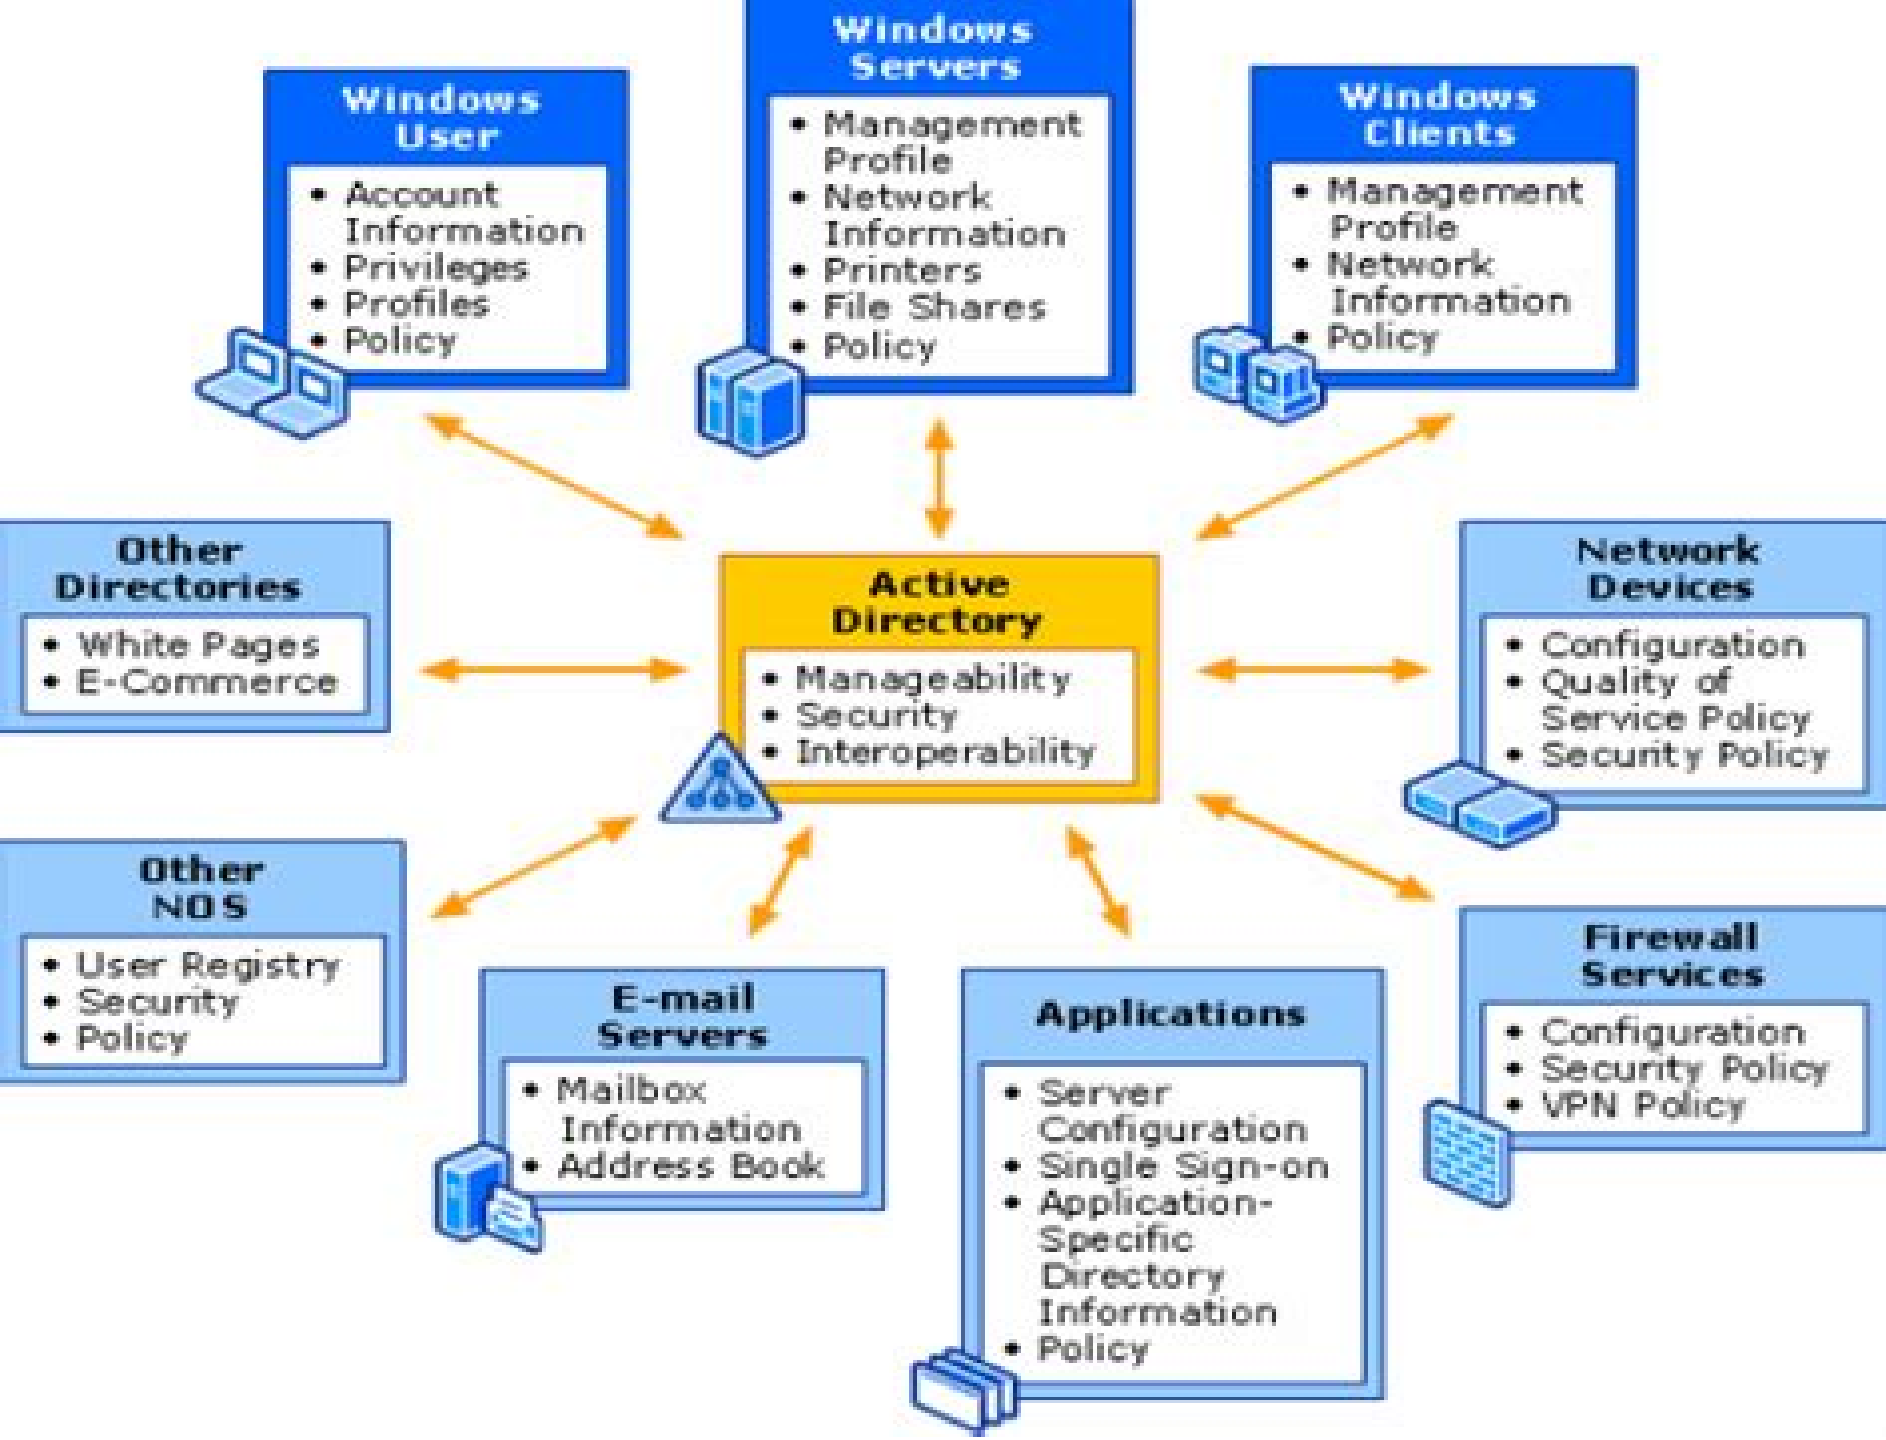 Windows
Servers
• Management
Profile
• Network
Information
• Printers
• File Shares
• Policy
Windows
User
• Account
Information
• Privileges
• Profiles
• Policy
Windows
Clients
• Management
Profile
• Network
Information
• Policy
Other
Directories
• White Pages
• E-Commerce
Active
Directory
• Manageability
• Security
• Interoperability
Network
Devices
• Configuration
• Quality of
Service Policy
• Security Policy
Other
NOS
• User Registry
• Security
• Policy
E-mail
Servers
• Mailbox
Information
• Address Book
Applications
• Server
Configuration
• Single Sign-on
• Application-
Specific
Directory
Information
• Policy
Firewall
Services
• Configuration
• Security Policy
• VPN Policy